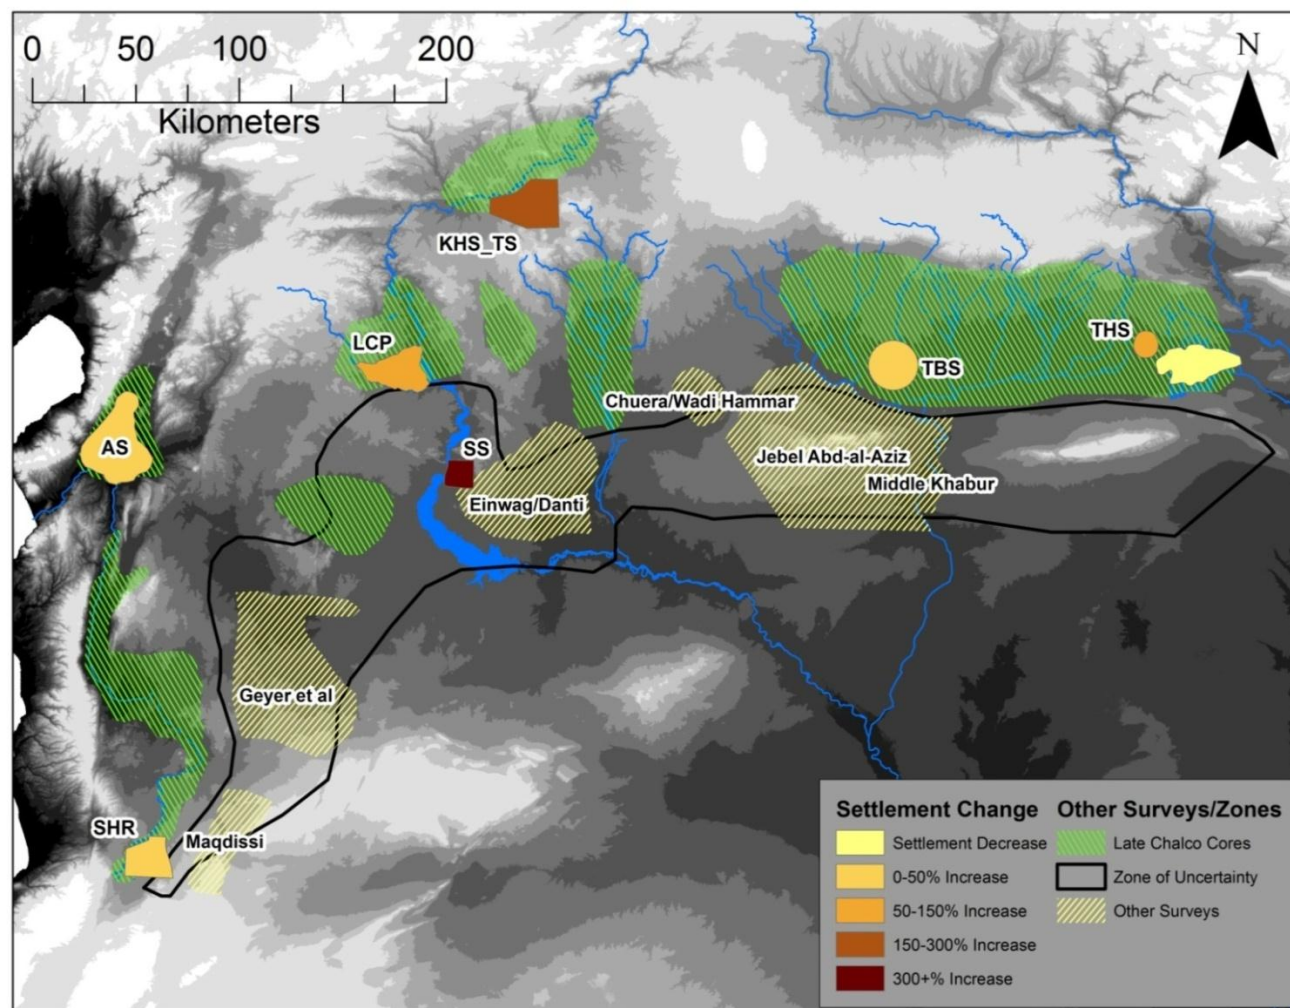 0 50 100 200
Kilometers
N
KHS_TS
LCP
THS
TBS
Chuera/Wadi Hammar
AS
SS
Jebel Abd-al-Aziz
Middle Khabur
Einwag/Danti
Geyer et al
SHR
Maqdissi
Settlement Change
Settlement Decrease
0-50% Increase
50-150% Increase
150-300% Increase
300+% Increase
Other Surveys/Zones
Late Chalco Cores
Zone of Uncertainty
Other Surveys